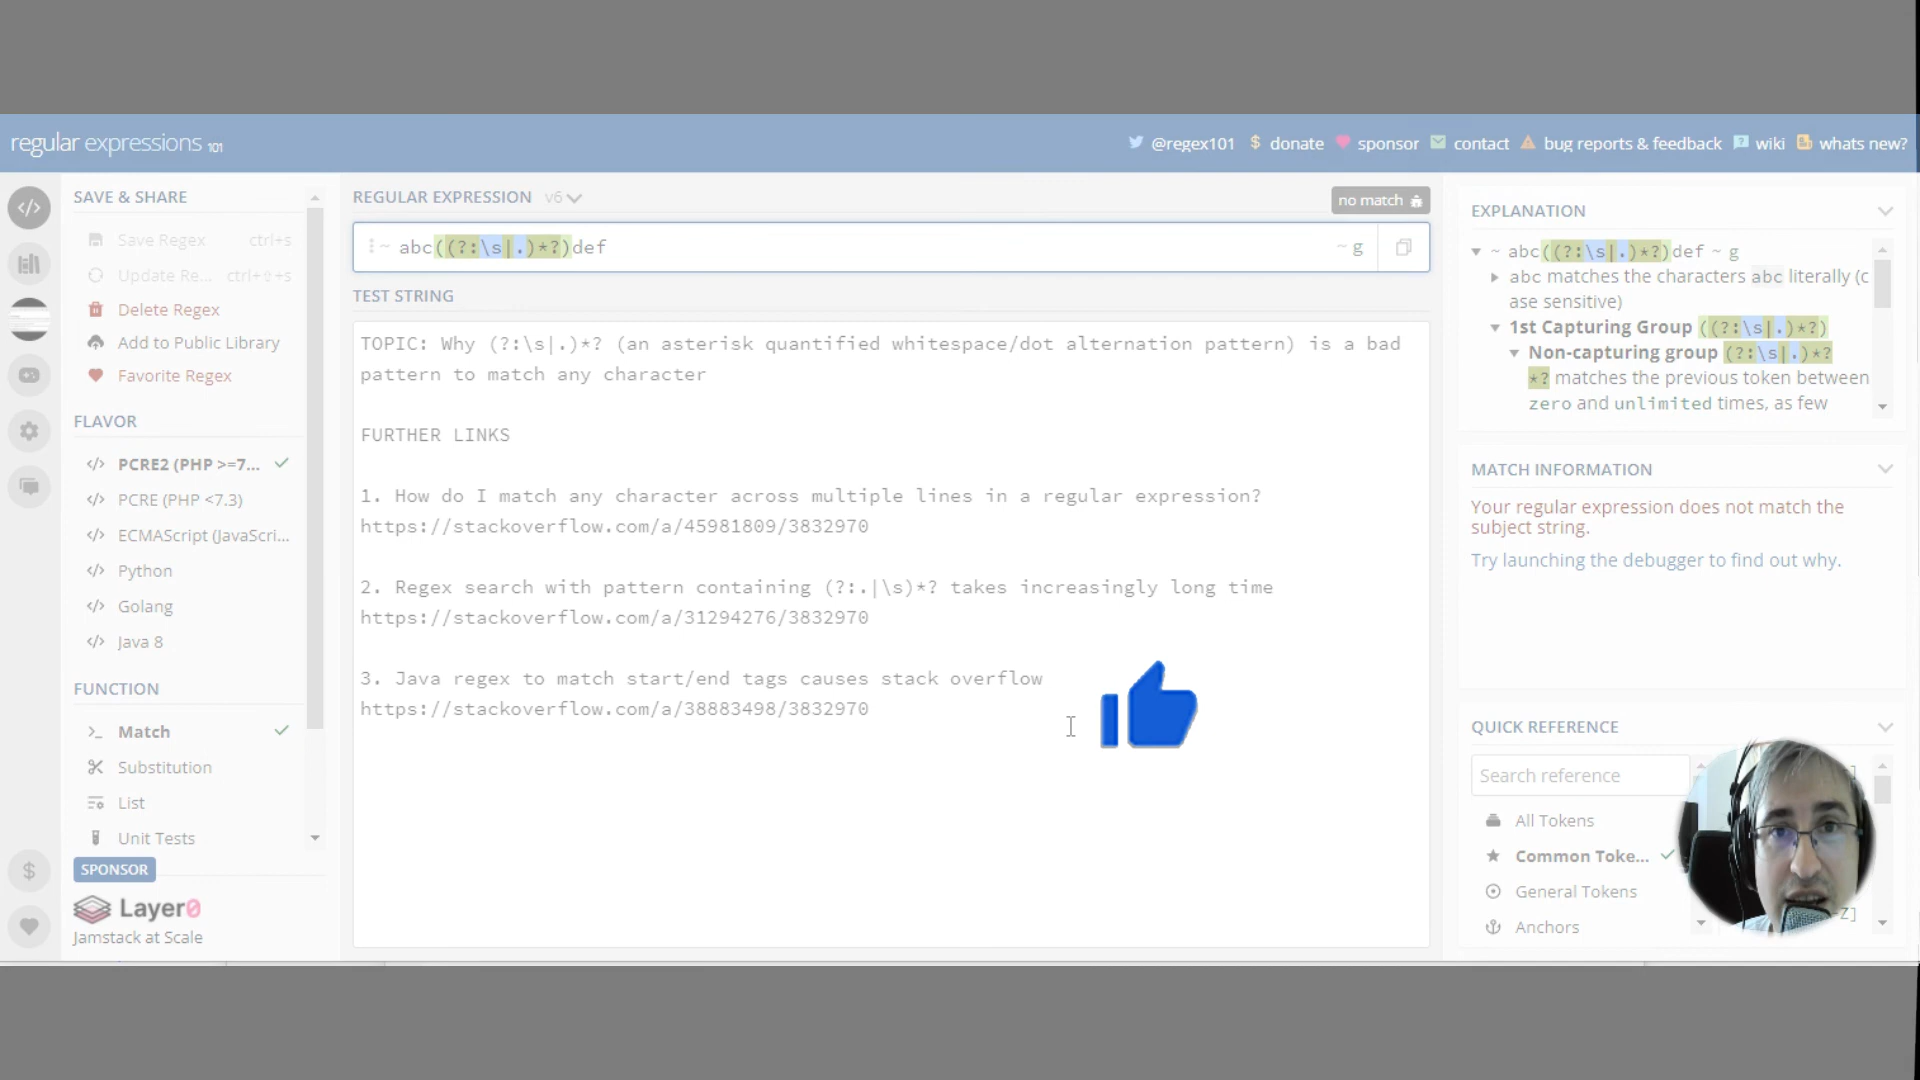 regular expressions 101
@regex101
$ donate
sponsor
contact
bug reports & feedback
wiki
whats new?
SAVE & SHARE
Save Regex ctrl+s
Update Re... ctrl+⇧+s
Delete Regex
Add to Public Library
Favorite Regex
FLAVOR
</> PCRE2 (PHP >=7...
</> PCRE (PHP <7.3)
</> ECMAScript (JavaScri...
</> Python
</> Golang
</> Java 8
FUNCTION
>_ Match
Substitution
List
Unit Tests
SPONSOR
Layer0
Jamstack at Scale
REGULAR EXPRESSION v6
no match
~ abc((?:\s|.)*?)def ~ g
TEST STRING
TOPIC: Why (?:\s|.)*? (an asterisk quantified whitespace/dot alternation pattern) is a bad
pattern to match any character
FURTHER LINKS
1. How do I match any character across multiple lines in a regular expression?
https://stackoverflow.com/a/45981809/3832970
2. Regex search with pattern containing (?:.|\s)*? takes increasingly long time
https://stackoverflow.com/a/31294276/3832970
3. Java regex to match start/end tags causes stack overflow
https://stackoverflow.com/a/38883498/3832970
EXPLANATION
~ abc((?:\s|.)*?)def ~ g
abc matches the characters abc literally (c
ase sensitive)
1st Capturing Group ((?:\s|.)*?)
Non-capturing group (?:\s|.)*?
*? matches the previous token between
zero and unlimited times, as few
MATCH INFORMATION
Your regular expression does not match the
subject string.
Try launching the debugger to find out why.
QUICK REFERENCE
Search reference
All Tokens
Common Toke...
General Tokens
Anchors
-Z]